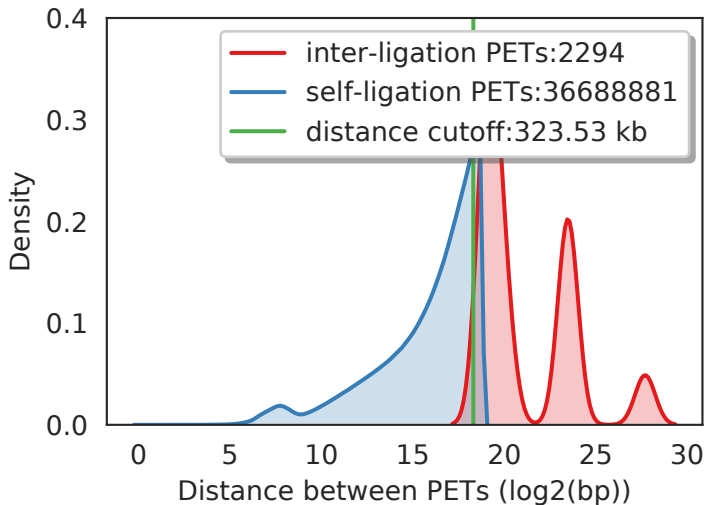 0.4
0.3
0.2
0.1
0.0
Density
inter-ligation PETs:2294
self-ligation PETs:36688881
distance cutoff:323.53 kb
0 5 10 15 20 25 30
Distance between PETs (log2(bp))